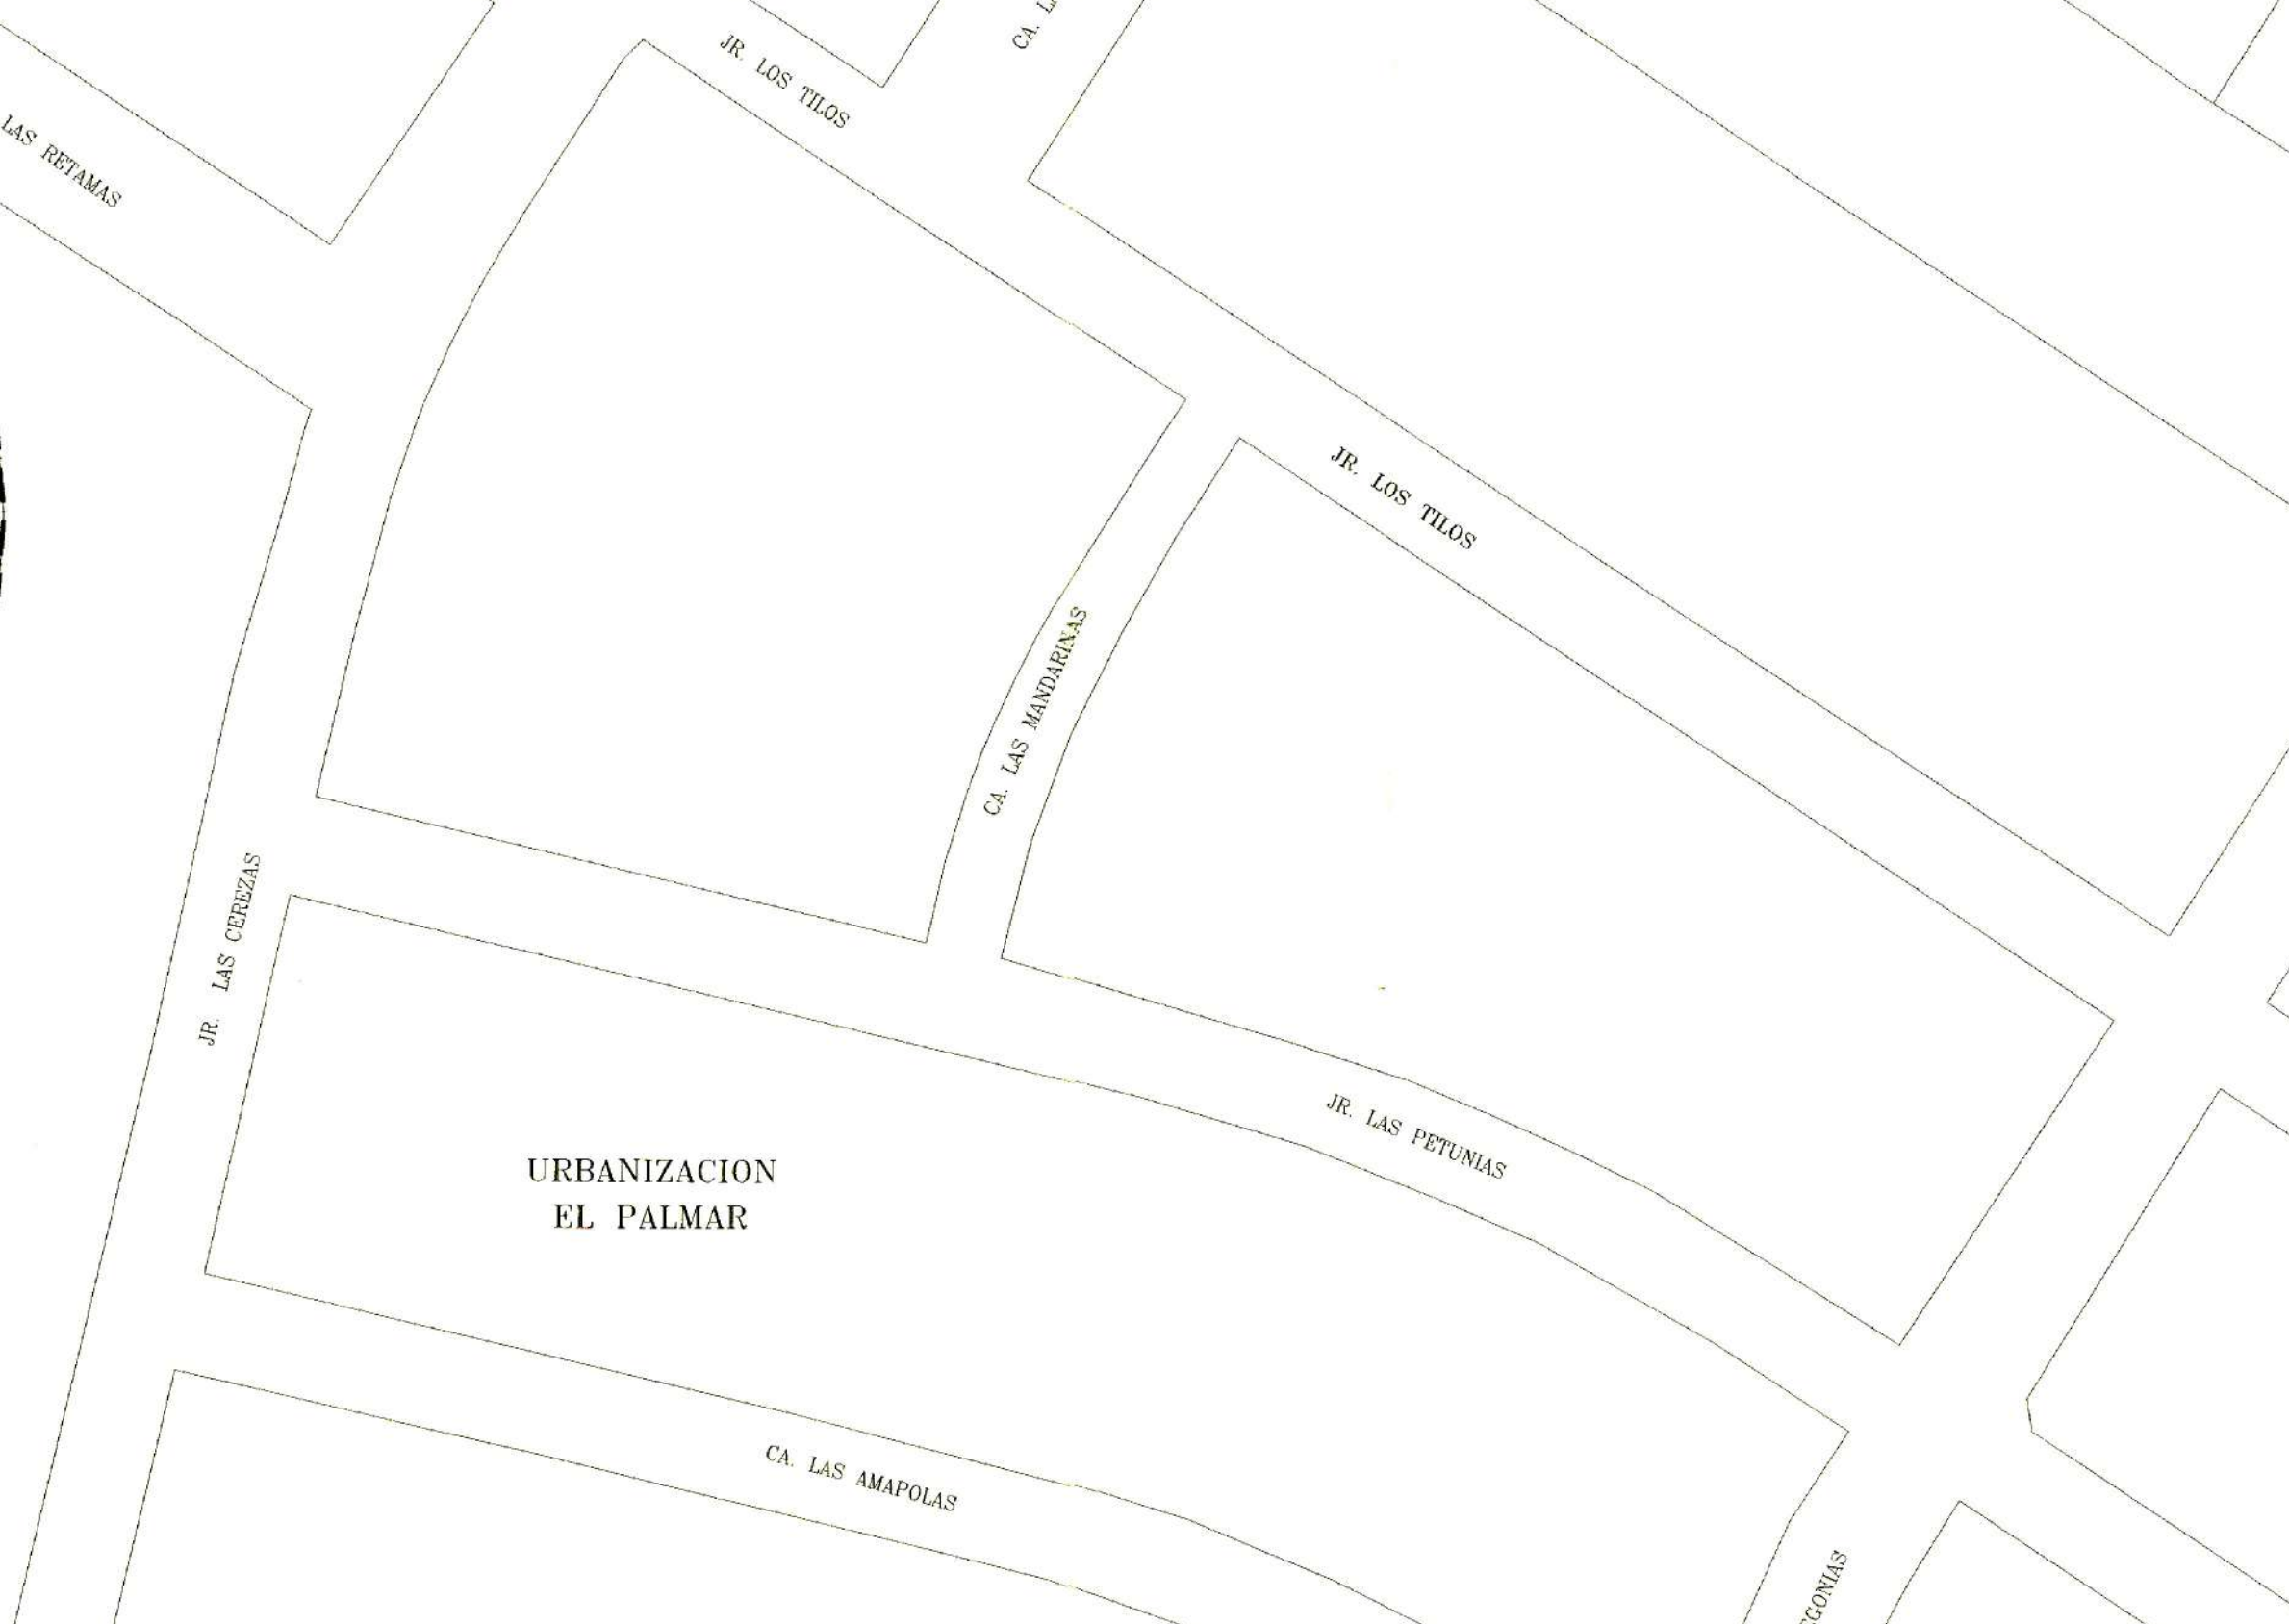 CA.
JR. LOS TILOS
LAS RETAMAS
JR. LOS TILOS
CA. LAS MANDARINAS
JR. LAS CEREZAS
JR. LAS PETUNIAS
URBANIZACION
EL PALMAR
CA. LAS AMAPOLAS